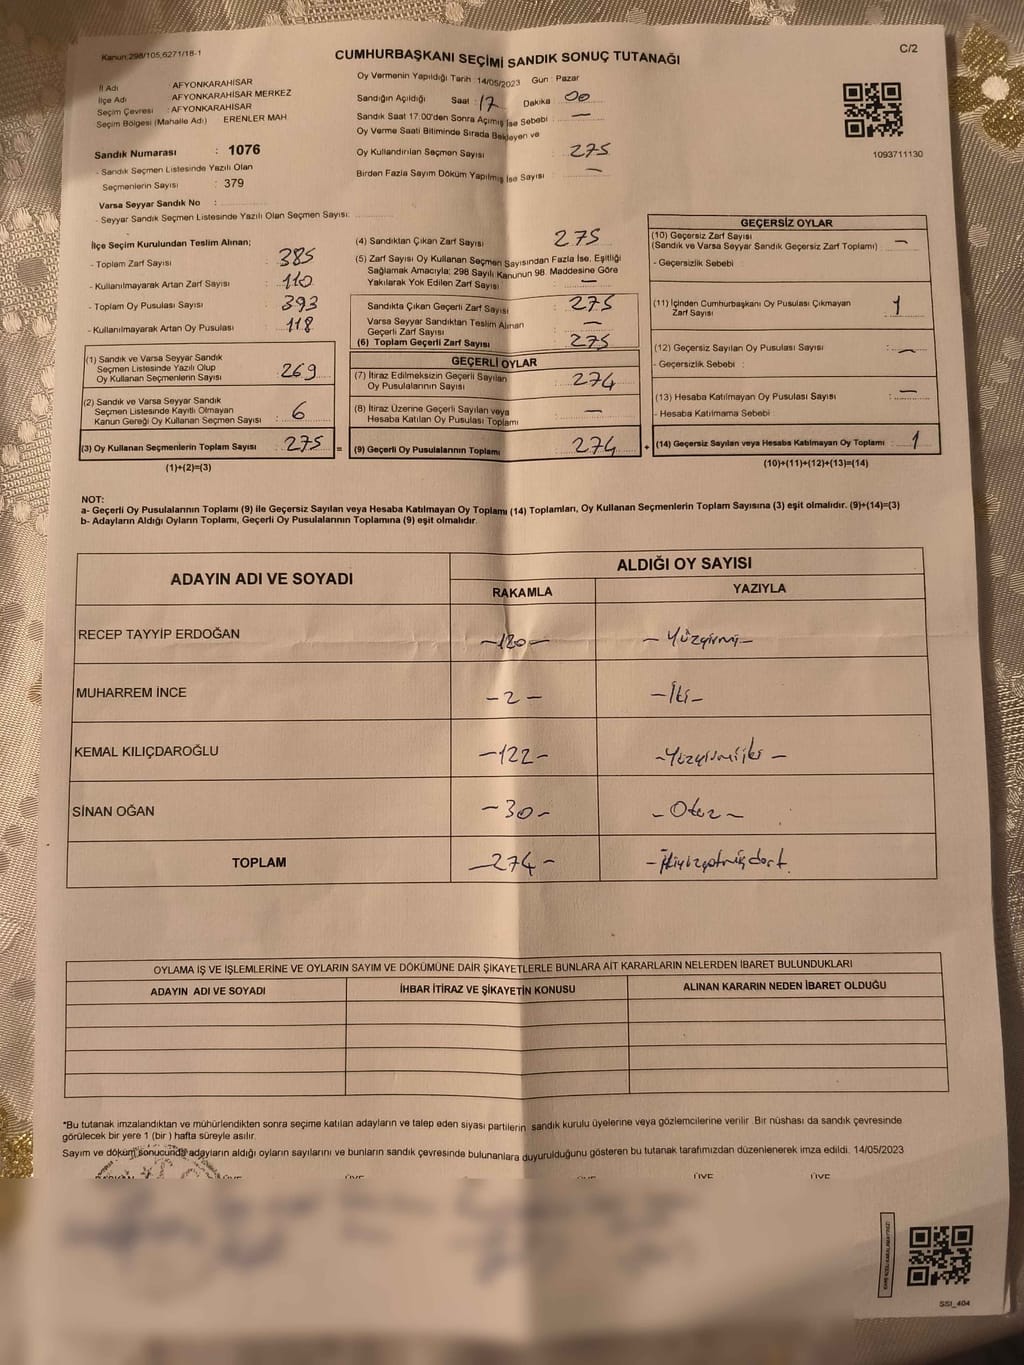 Kanun:298/105,6271/18-1
CUMHURBAŞKANI SEÇİMİ SANDIK SONUÇ TUTANAĞI
C/2
İl Adı : AFYONKARAHİSAR
İlçe Adı : AFYONKARAHİSAR MERKEZ
Seçim Çevresi : AFYONKARAHİSAR
Seçim Bölgesi (Mahalle Adı) ERENLER MAH
Sandık Numarası : 1076
- Sandık Seçmen Listesinde Yazılı Olan
Seçmenlerin Sayısı : 379
Varsa Seyyar Sandık No :
- Seyyar Sandık Seçmen Listesinde Yazılı Olan Seçmen Sayısı:
Oy Vermenin Yapıldığı Tarih : 14/05/2023 Gün : Pazar
Sandığın Açıldığı Saat : 17 Dakika 00
Sandık Saat 17:00'den Sonra Açımış İse Sebebi : —
Oy Verme Saati Bitiminde Sırada Bekleyen ve
Oy Kullandırılan Seçmen Sayısı : 275
Birden Fazla Sayım Döküm Yapılmış İse Sayısı : —
1093711130
İlçe Seçim Kurulundan Teslim Alınan;
- Toplam Zarf Sayısı : 385
- Kullanılmayarak Artan Zarf Sayısı : 110
- Toplam Oy Pusulası Sayısı : 393
- Kullanılmayarak Artan Oy Pusulası : 118
(1) Sandık ve Varsa Seyyar Sandık
Seçmen Listesinde Yazılı Olup
Oy Kullanan Seçmenlerin Sayısı : 269
(2) Sandık ve Varsa Seyyar Sandık
Seçmen Listesinde Kayıtlı Olmayan
Kanun Gereği Oy Kullanan Seçmen Sayısı : 6
(3) Oy Kullanan Seçmenlerin Toplam Sayısı : 275 =
(1)+(2)=(3)
(4) Sandıktan Çıkan Zarf Sayısı : 275
(5) Zarf Sayısı Oy Kullanan Seçmen Sayısından Fazla İse, Eşitliği
Sağlamak Amacıyla; 298 Sayılı Kanunun 98. Maddesine Göre
Yakılarak Yok Edilen Zarf Sayısı : —
Sandıkta Çıkan Geçerli Zarf Sayısı : 275
Varsa Seyyar Sandıktan Teslim Alınan
Geçerli Zarf Sayısı : —
(6) Toplam Geçerli Zarf Sayısı : 275
GEÇERLİ OYLAR
(7) İtiraz Edilmeksizin Geçerli Sayılan
Oy Pusulalarının Sayısı : 274
(8) İtiraz Üzerine Geçerli Sayılan veya
Hesaba Katılan Oy Pusulası Toplamı : —
(9) Geçerli Oy Pusulalarının Toplamı : 274 +
GEÇERSİZ OYLAR
(10) Geçersiz Zarf Sayısı
(Sandık ve Varsa Seyyar Sandık Geçersiz Zarf Toplamı) : —
- Geçersizlik Sebebi :
(11) İçinden Cumhurbaşkanı Oy Pusulası Çıkmayan
Zarf Sayısı : 1
(12) Geçersiz Sayılan Oy Pusulası Sayısı : —
- Geçersizlik Sebebi :
(13) Hesaba Katılmayan Oy Pusulası Sayısı : —
- Hesaba Katılmama Sebebi :
(14) Geçersiz Sayılan veya Hesaba Katılmayan Oy Toplamı : 1
(10)+(11)+(12)+(13)=(14)
NOT:
a- Geçerli Oy Pusulalarının Toplamı (9) ile Geçersiz Sayılan veya Hesaba Katılmayan Oy Toplamı (14) Toplamları, Oy Kullanan Seçmenlerin Toplam Sayısına (3) eşit olmalıdır. (9)+(14)=(3)
b- Adayların Aldığı Oyların Toplamı, Geçerli Oy Pusulalarının Toplamına (9) eşit olmalıdır.
ADAYIN ADI VE SOYADI
ALDIĞI OY SAYISI
RAKAMLA YAZIYLA
RECEP TAYYİP ERDOĞAN —120— — Yüzyirmi —
MUHARREM İNCE — 2 — — İki —
KEMAL KILIÇDAROĞLU —122— — Yüzyirmiiki —
SİNAN OĞAN — 30 — — Otuz —
TOPLAM —274— — ikiyüzyetmişdört
OYLAMA İŞ VE İŞLEMLERİNE VE OYLARIN SAYIM VE DÖKÜMÜNE DAİR ŞİKAYETLERLE BUNLARA AİT KARARLARIN NELERDEN İBARET BULUNDUKLARI
ADAYIN ADI VE SOYADI İHBAR İTİRAZ VE ŞİKAYETİN KONUSU ALINAN KARARIN NEDEN İBARET OLDUĞU
*Bu tutanak imzalandıktan ve mühürlendikten sonra seçime katılan adayların ve talep eden siyasi partilerin sandık kurulu üyelerine veya gözlemcilerine verilir. Bir nüshası da sandık çevresinde
görülecek bir yere 1 (bir ) hafta süreyle asılır.
Sayım ve döküm sonucunda adayların aldığı oyların sayılarını ve bunların sandık çevresinde bulunanlara duyurulduğunu gösteren bu tutanak tarafımızdan düzenlenerek imza edildi. 14/05/2023
BAŞKAN ÜYE ÜYE ÜYE ÜYE ÜYE
SSI_404